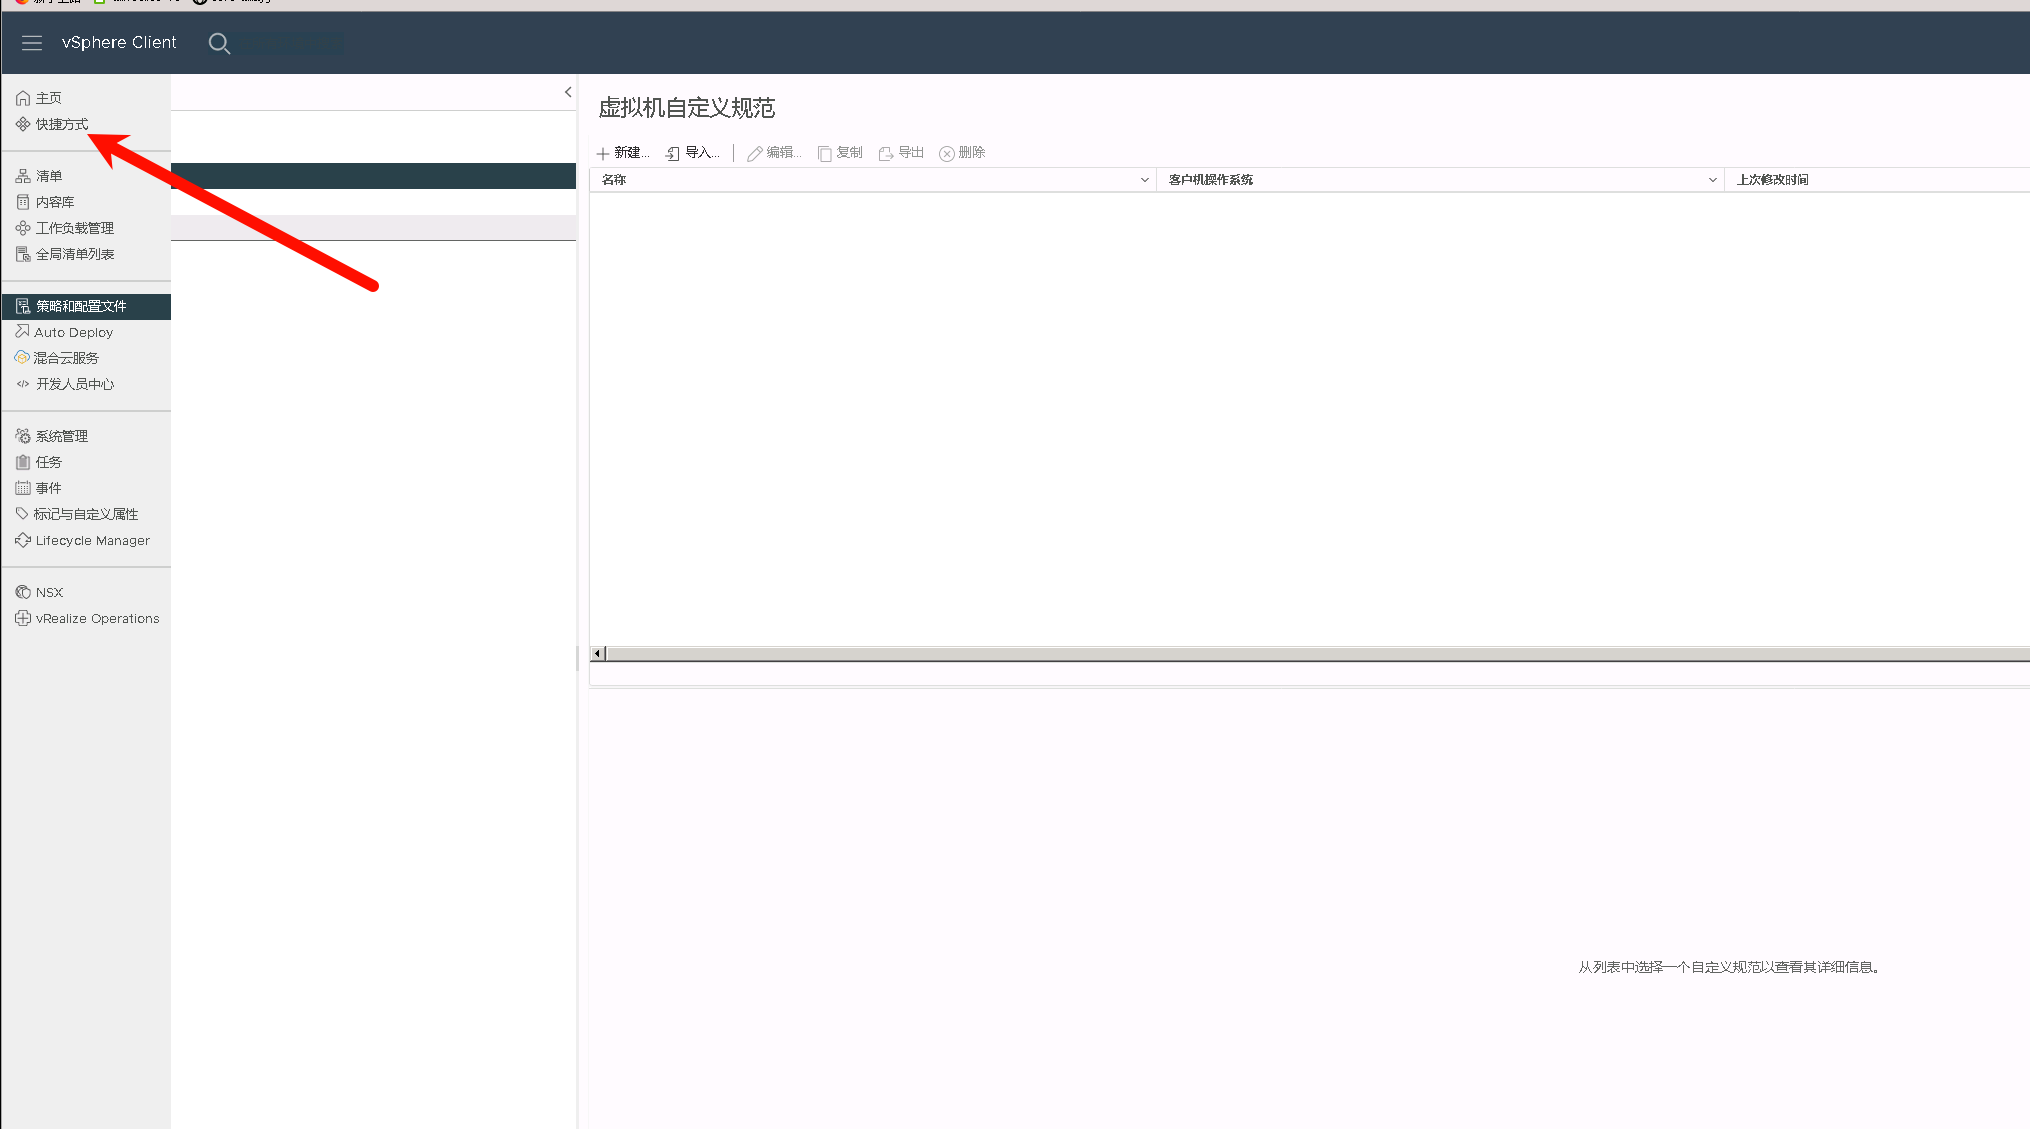 vSphere Client
主页
快捷方式
清单
内容库
工作负载管理
全局清单列表
策略和配置文件
Auto Deploy
混合云服务
开发人员中心
系统管理
任务
事件
标记与自定义属性
Lifecycle Manager
NSX
vRealize Operations
虚拟机自定义规范
新建... 导入... 编辑... 复制 导出 删除
名称 客户机操作系统 上次修改时间
从列表中选择一个自定义规范以查看其详细信息。